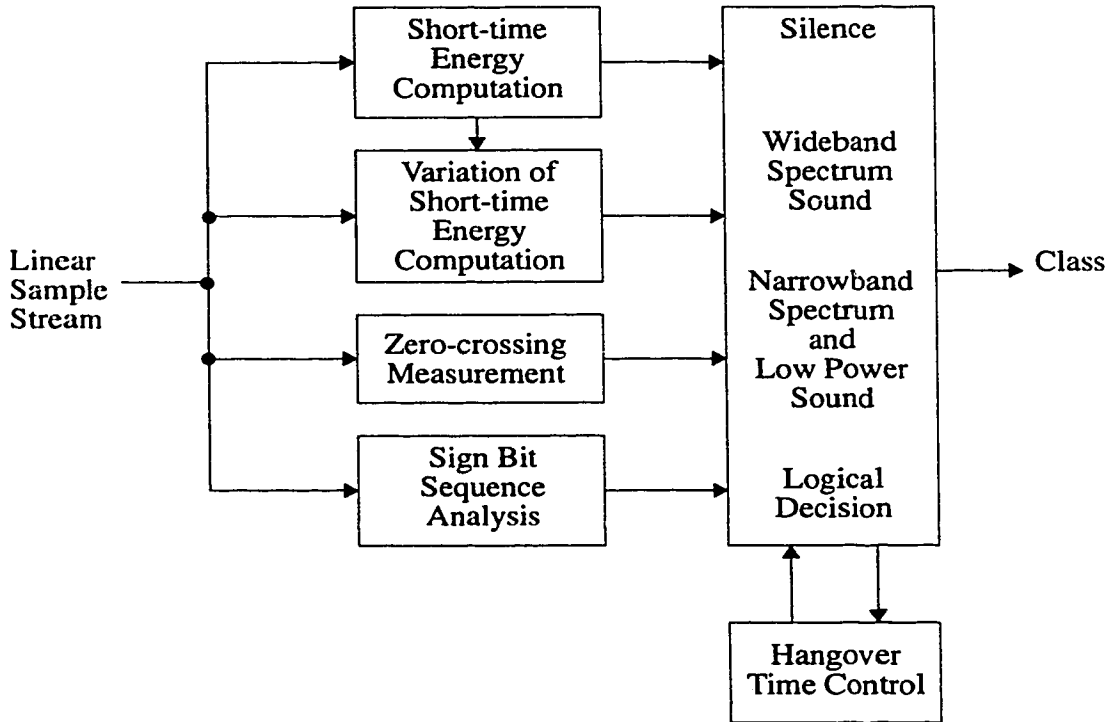 Short-time
Energy
Computation
Variation of
Short-time
Energy
Computation
Zero-crossing
Measurement
Sign Bit
Sequence
Analysis
Linear
Sample
Stream
Silence
Wideband
Spectrum
Sound
Narrowband
Spectrum
and
Low Power
Sound
Logical
Decision
Class
Hangover
Time Control